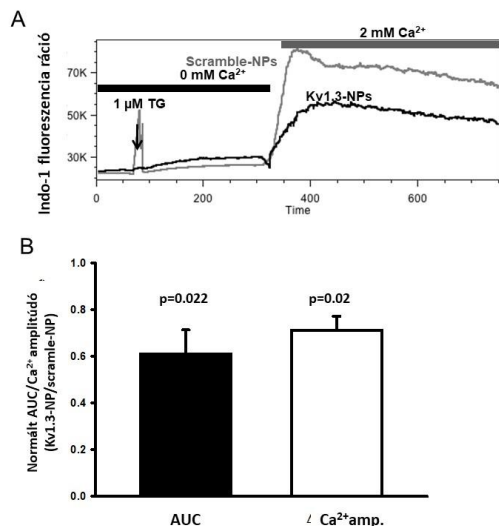 A
2 mM Ca²⁺
Scramble-NPs
0 mM Ca²⁺
70K
1 µM TG
Kv1.3-NPs
50K
30K
Indo-1 fluoreszencia ráció
0 200 400 600
Time
B
1.0
p=0.022 p=0.02
0.8
0.6
0.4
0.2
0.0
Normált AUC/Ca²⁺amplitúdó
(Kv1.3-NP/scramle-NP)
AUC Ca²⁺amp.